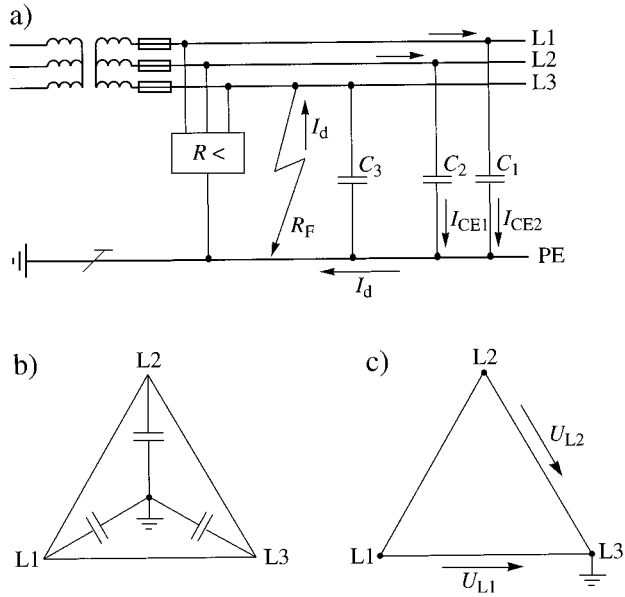 a)
L1
L2
L3
R <
I_d
R_F
C_3
C_2
C_1
I_CE1
I_CE2
PE
I_d
b)
L2
L1
L3
c)
L2
U_L2
L1
L3
U_L1